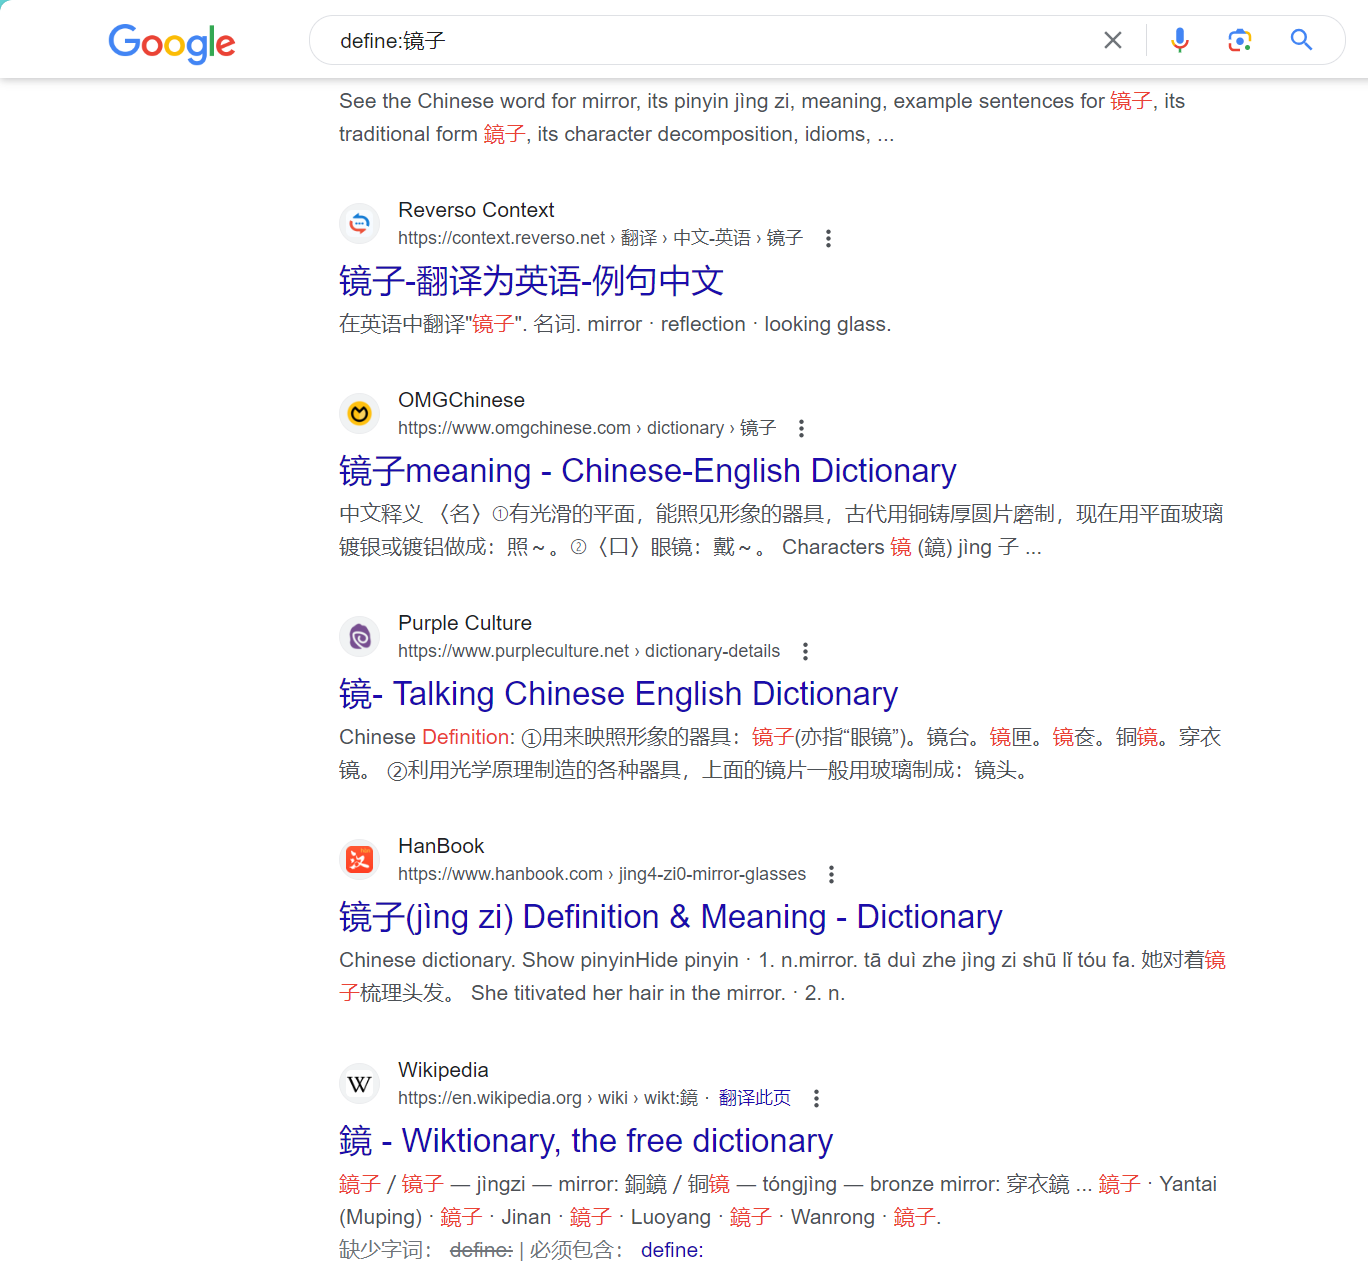 Google
define:镜子
See the Chinese word for mirror, its pinyin jìng zi, meaning, example sentences for 镜子, its
traditional form 鏡子, its character decomposition, idioms, ...
Reverso Context
https://context.reverso.net › 翻译 › 中文-英语 › 镜子
镜子-翻译为英语-例句中文
在英语中翻译"镜子". 名词. mirror · reflection · looking glass.
OMGChinese
https://www.omgchinese.com › dictionary › 镜子
镜子meaning - Chinese-English Dictionary
中文释义 〈名〉①有光滑的平面，能照见形象的器具，古代用铜铸厚圆片磨制，现在用平面玻璃
镀银或镀铝做成：照～。②〈口〉眼镜：戴～。 Characters 镜 (鏡) jìng 子 ...
Purple Culture
https://www.purpleculture.net › dictionary-details
镜- Talking Chinese English Dictionary
Chinese Definition: ①用来映照形象的器具：镜子(亦指“眼镜”)。镜台。镜匣。镜奁。铜镜。穿衣
镜。 ②利用光学原理制造的各种器具，上面的镜片一般用玻璃制成：镜头。
汉
HanBook
https://www.hanbook.com › jing4-zi0-mirror-glasses
镜子(jìng zi) Definition & Meaning - Dictionary
Chinese dictionary. Show pinyinHide pinyin · 1. n.mirror. tā duì zhe jìng zi shū lǐ tóu fa. 她对着镜
子梳理头发。 She titivated her hair in the mirror. · 2. n.
W
Wikipedia
https://en.wikipedia.org › wiki › wikt:鏡 · 翻译此页
鏡 - Wiktionary, the free dictionary
鏡子 / 镜子 — jìngzi — mirror: 銅鏡 / 铜镜 — tóngjìng — bronze mirror: 穿衣鏡 ... 鏡子 · Yantai
(Muping) · 鏡子 · Jinan · 鏡子 · Luoyang · 鏡子 · Wanrong · 鏡子.
缺少字词： define: | 必须包含： define: